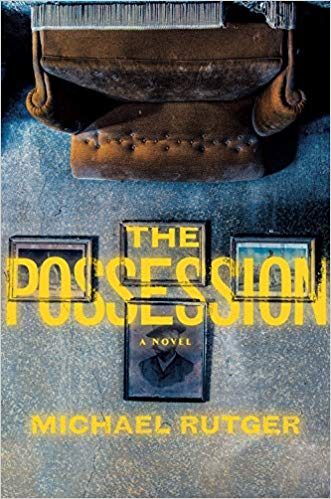 THE
POSSESSION
A NOVEL
MICHAEL RUTGER